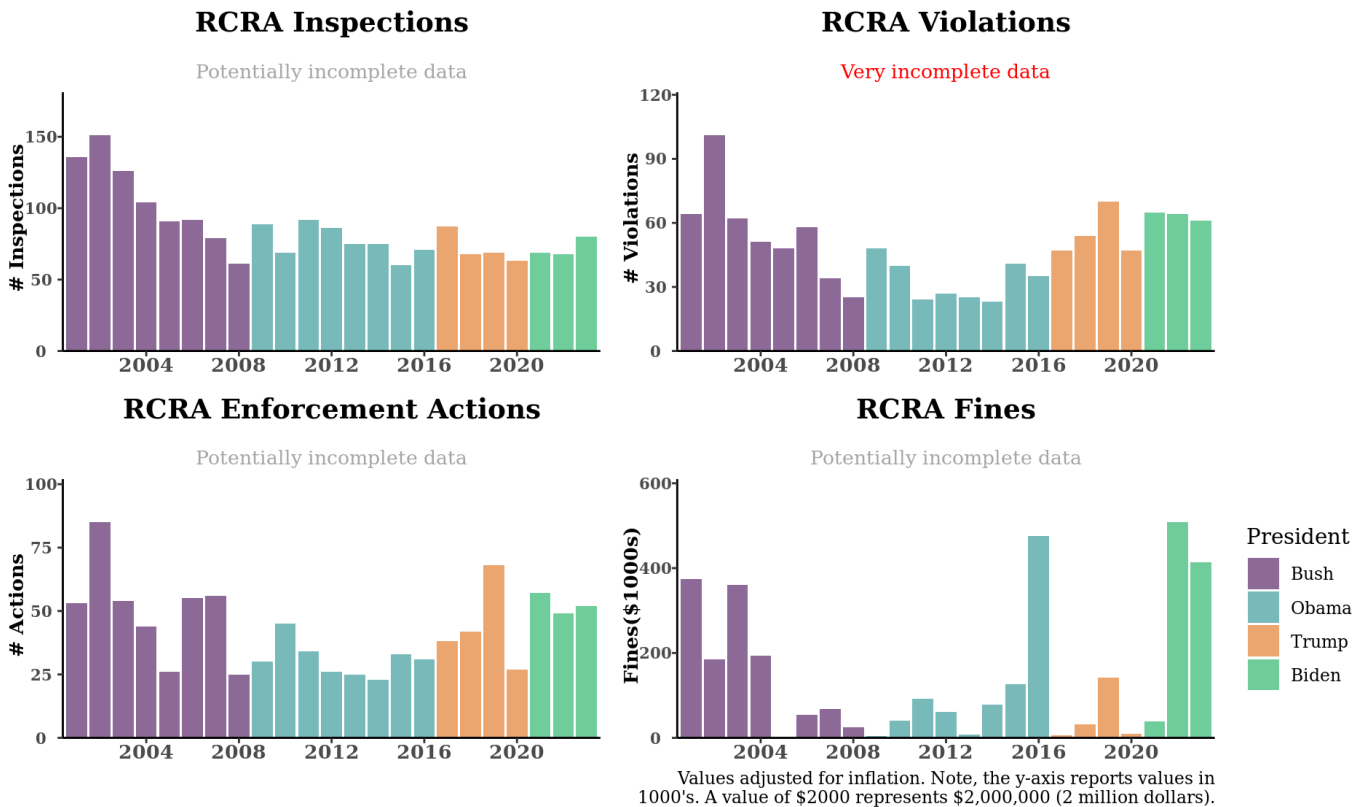 RCRA Inspections
Potentially incomplete data
# Inspections
150
100
50
0
2004 2008 2012 2016 2020
RCRA Violations
Very incomplete data
# Violations
120
90
60
30
0
2004 2008 2012 2016 2020
RCRA Enforcement Actions
Potentially incomplete data
# Actions
100
75
50
25
0
2004 2008 2012 2016 2020
RCRA Fines
Potentially incomplete data
Fines($1000s)
600
400
200
0
2004 2008 2012 2016 2020
President
Bush
Obama
Trump
Biden
Values adjusted for inflation. Note, the y-axis reports values in
1000's. A value of $2000 represents $2,000,000 (2 million dollars).